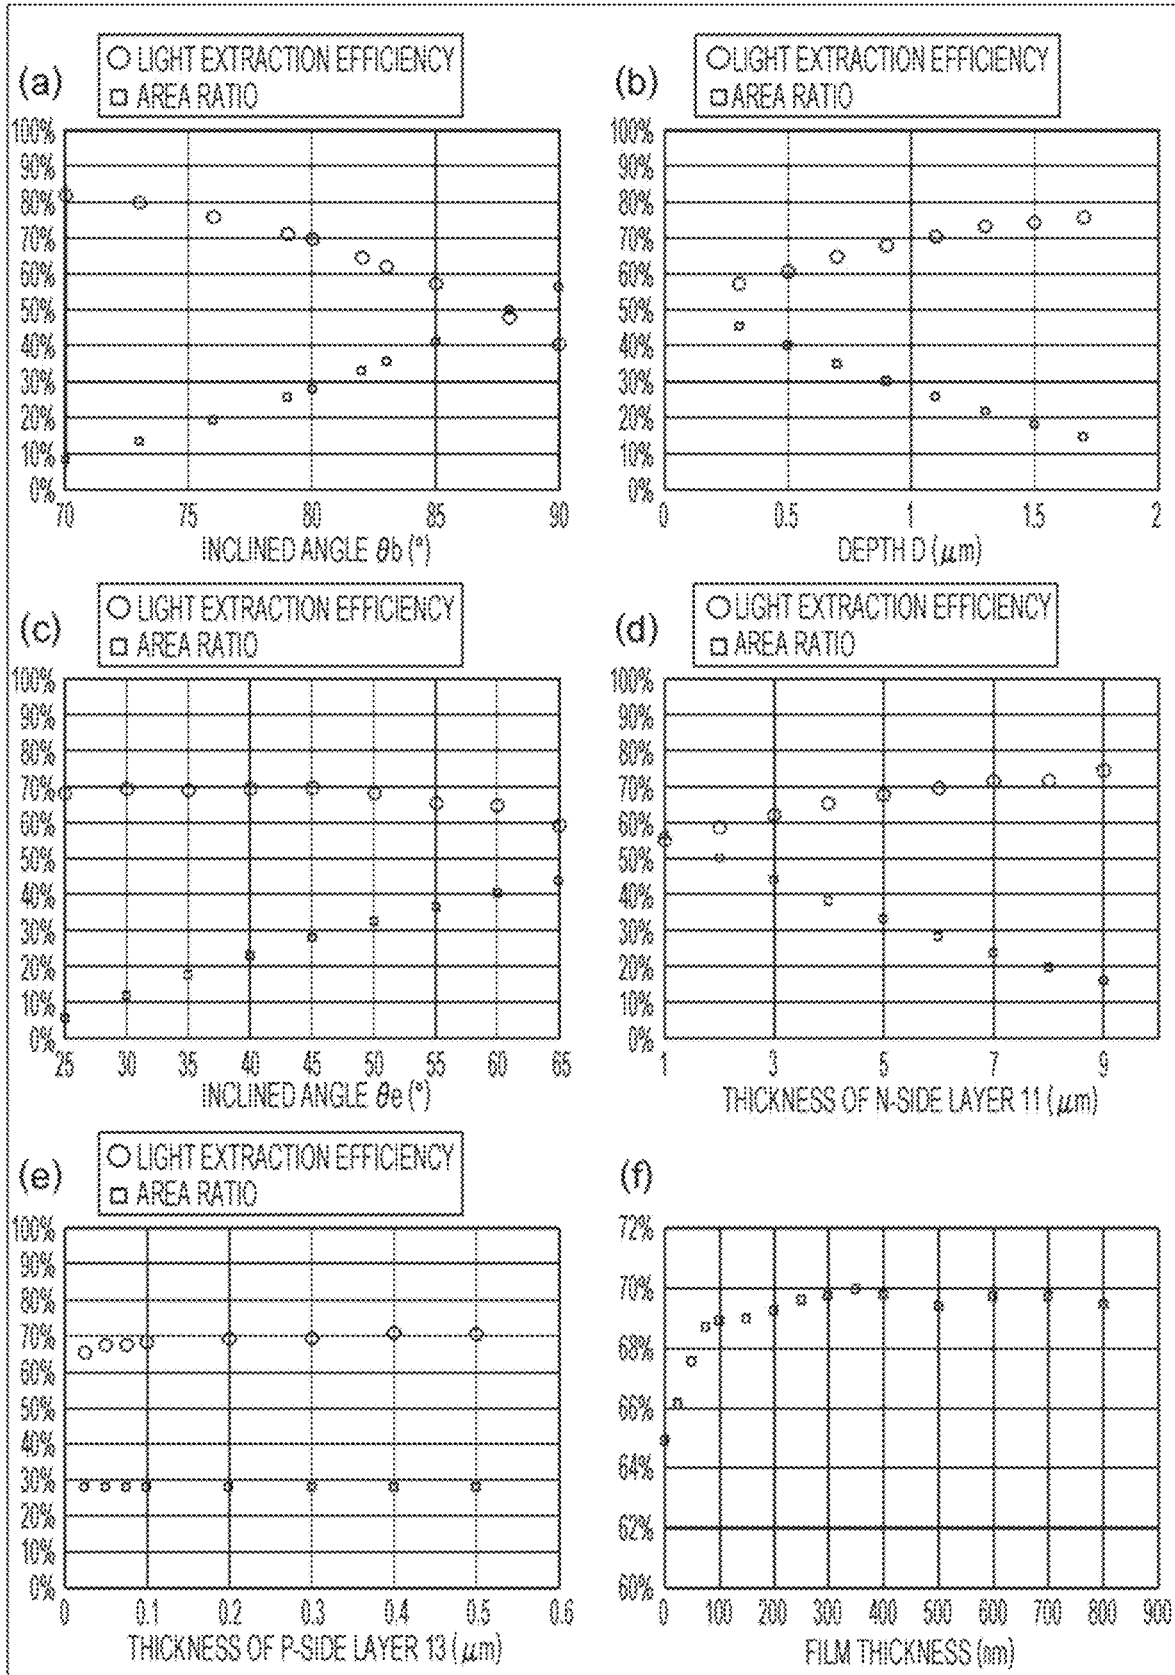 (a)
LIGHT EXTRACTION EFFICIENCY
AREA RATIO
100%
90%
80%
70%
60%
50%
40%
30%
20%
10%
0%
70 75 80 85 90
INCLINED ANGLE θb (°)
(b)
LIGHT EXTRACTION EFFICIENCY
AREA RATIO
100%
90%
80%
70%
60%
50%
40%
30%
20%
10%
0%
0 0.5 1 1.5 2
DEPTH D (μm)
(c)
LIGHT EXTRACTION EFFICIENCY
AREA RATIO
100%
90%
80%
70%
60%
50%
40%
30%
20%
10%
0%
25 30 35 40 45 50 55 60 65
INCLINED ANGLE θe (°)
(d)
LIGHT EXTRACTION EFFICIENCY
AREA RATIO
100%
90%
80%
70%
60%
50%
40%
30%
20%
10%
0%
1 3 5 7 9
THICKNESS OF N-SIDE LAYER 11 (μm)
(e)
LIGHT EXTRACTION EFFICIENCY
AREA RATIO
100%
90%
80%
70%
60%
50%
40%
30%
20%
10%
0%
0 0.1 0.2 0.3 0.4 0.5 0.6
THICKNESS OF P-SIDE LAYER 13 (μm)
(f)
72%
70%
68%
66%
64%
62%
60%
0 100 200 300 400 500 600 700 800 900
FILM THICKNESS (nm)